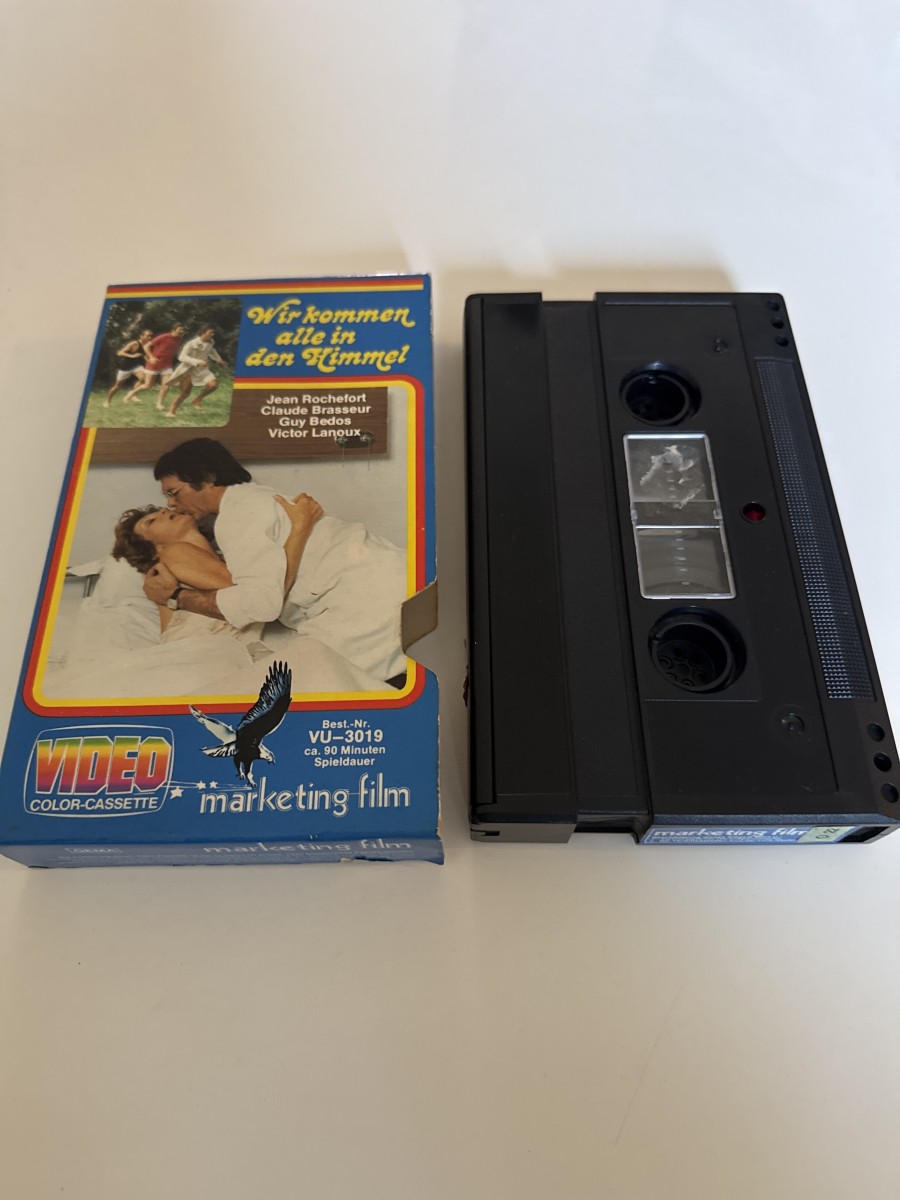 Wir kommen
alle in
den Himmel
Jean Rochefort
Claude Brasseur
Guy Bedos
Victor Lanoux
Best.-Nr.
VU–3019
ca. 90 Minuten
Spieldauer
VIDEO
COLOR-CASSETTE
marketing film
marketing film
marketing film